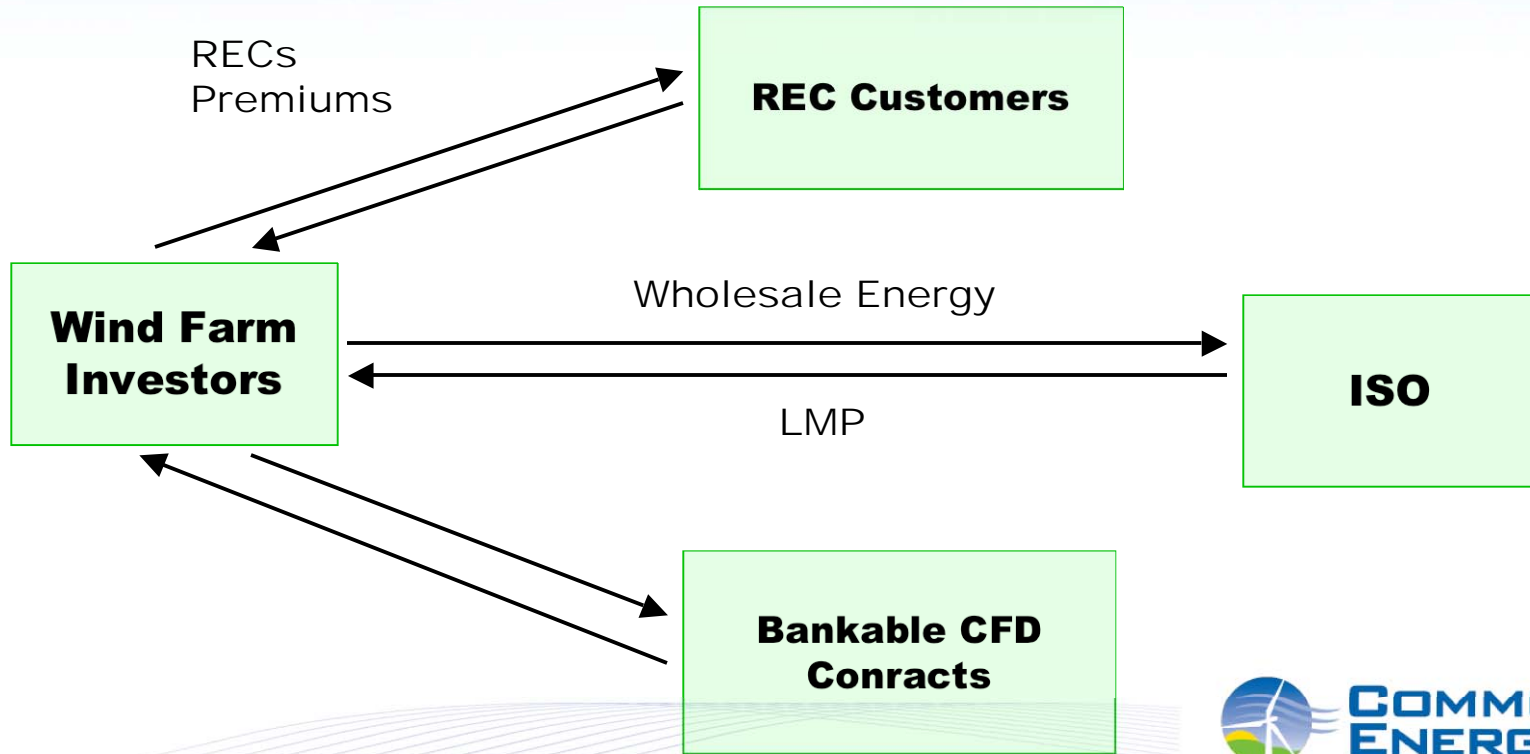 RECs
Premiums
REC Customers
Wholesale Energy
Wind Farm
Investors
ISO
LMP
Bankable CFD
Conracts